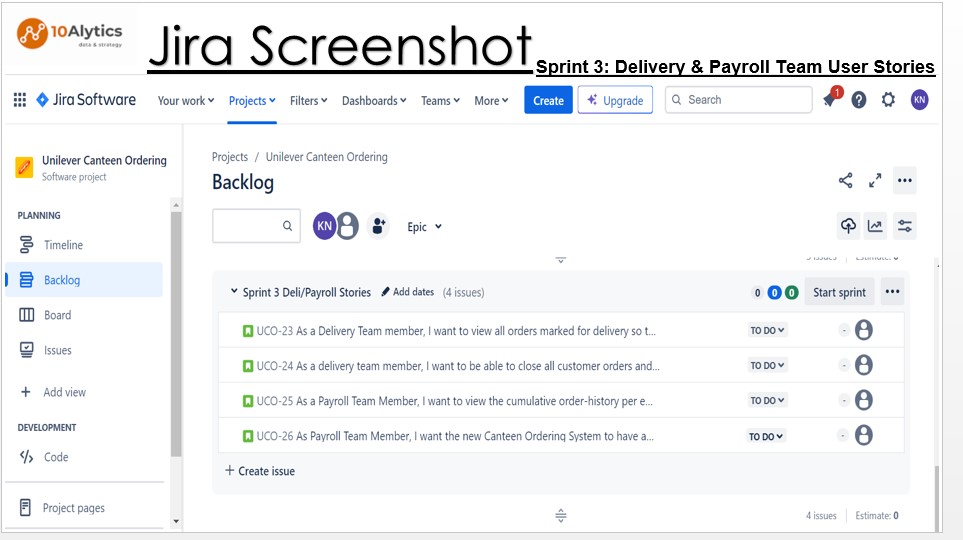 10Alytics
data & strategy
Jira Screenshot
Sprint 3: Delivery & Payroll Team User Stories
Jira Software
Your work
Projects
Filters
Dashboards
Teams
More
Create
Upgrade
Search
1
KN
Unilever Canteen Ordering
Software project
PLANNING
Timeline
Backlog
Board
Issues
Add view
DEVELOPMENT
Code
Project pages
Projects / Unilever Canteen Ordering
Backlog
KN
Epic
Sprint 3 Deli/Payroll Stories Add dates (4 issues) 0 0 0 Start sprint
UCO-23 As a Delivery Team member, I want to view all orders marked for delivery so t... TO DO -
UCO-24 As a delivery team member, I want to be able to close all customer orders and... TO DO -
UCO-25 As a Payroll Team Member, I want to view the cumulative order-history per e... TO DO -
UCO-26 As Payroll Team Member, I want the new Canteen Ordering System to have a... TO DO -
+ Create issue
4 issues Estimate: 0